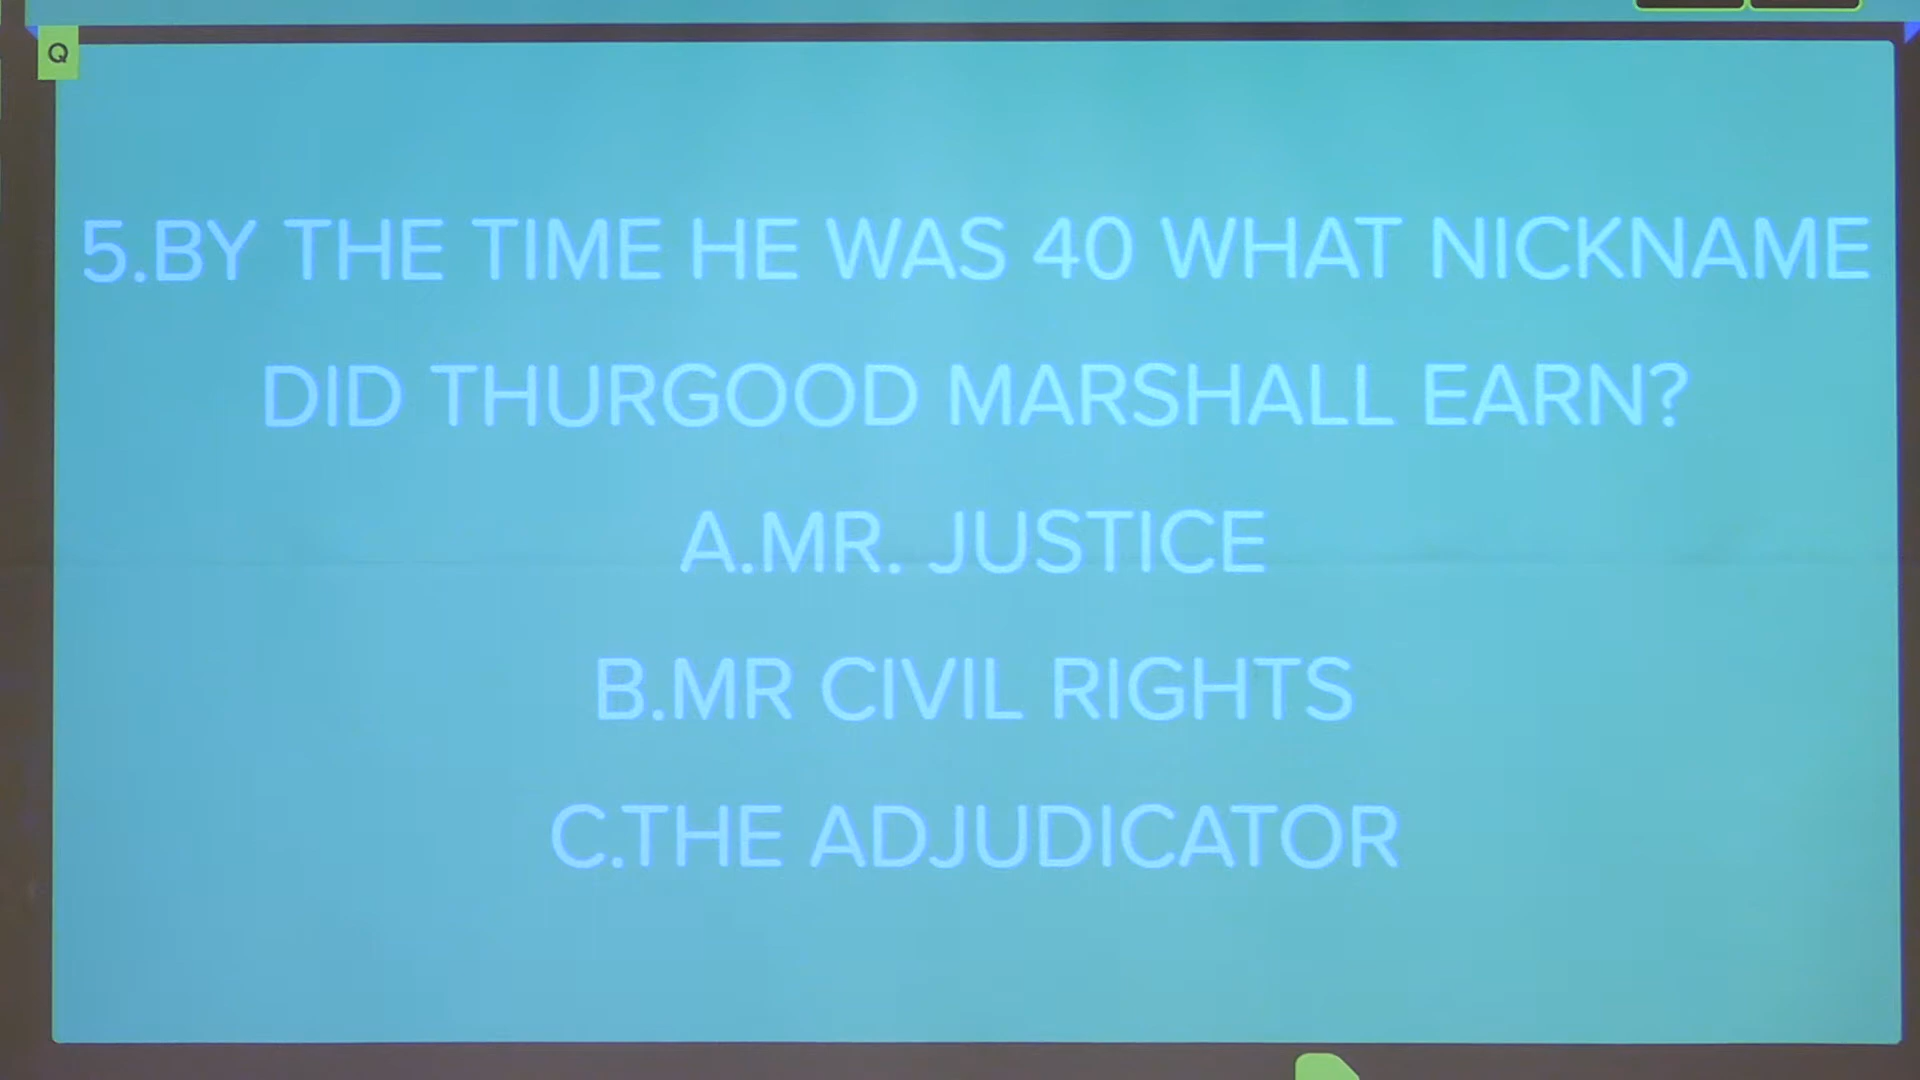 Q
5.BY THE TIME HE WAS 40 WHAT NICKNAME
DID THURGOOD MARSHALL EARN?
A.MR. JUSTICE
B.MR CIVIL RIGHTS
C.THE ADJUDICATOR